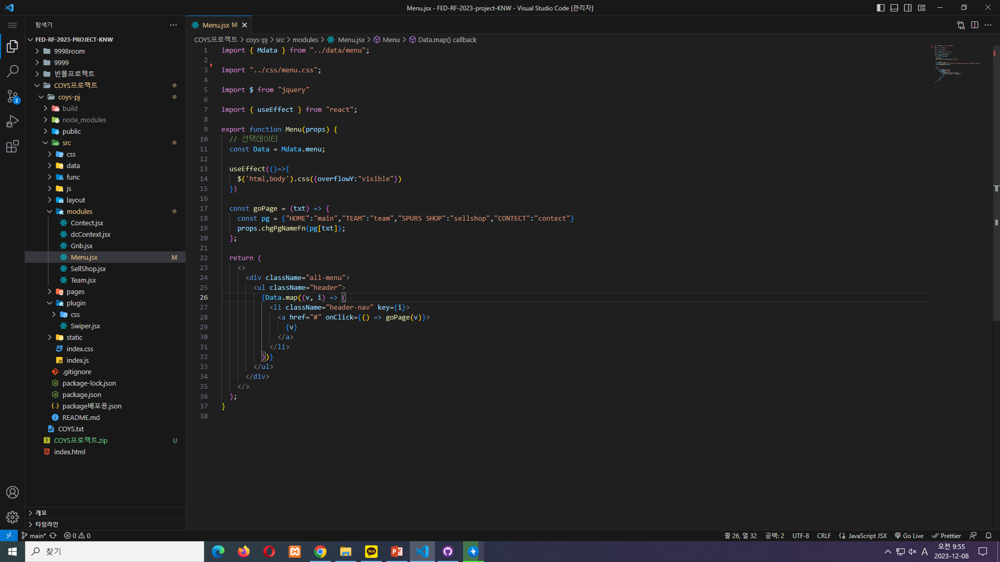 Menu.jsx - FED-RF-2023-project-KNW - Visual Studio Code [관리자]
탐색기
FED-RF-2023-PROJECT-KNW
9998room
9999
빈폴프로젝트
COYS프로젝트
coys-pj
build
node_modules
public
src
css
data
func
js
layout
modules
Contect.jsx
dcContext.jsx
Gnb.jsx
Menu.jsx M
SellShop.jsx
Team.jsx
pages
plugin
css
Swiper.jsx
static
index.css
index.js
.gitignore
package-lock.json
package.json
package배포용.json
README.md
COYS.txt
COYS프로젝트.zip U
index.html
개요
타임라인
2
Menu.jsx M
COYS프로젝트 > coys-pj > src > modules > Menu.jsx > Menu > Data.map() callback
1 import { Mdata } from "../data/menu";
2
3 import "../css/menu.css";
4
5 import $ from "jquery"
6
7 import { useEffect } from "react";
8
9 export function Menu(props) {
10 // 선택데이터
11 const Data = Mdata.menu;
12
13 useEffect(()=>{
14 $('html,body').css({overflowY:"visible"})
15 })
16
17 const goPage = (txt) => {
18 const pg = {"HOME":"main","TEAM":"team","SPURS SHOP":"sellshop","CONTECT":"contect"}
19 props.chgPgNameFn(pg[txt]);
20 };
21
22 return (
23 <>
24 <div className="all-menu">
25 <ul className="header">
26 {Data.map((v, i) => (
27 <li className="header-nav" key={i}>
28 <a href="#" onClick={() => goPage(v)}>
29 {v}
30 </a>
31 </li>
32 ))}
33 </ul>
34 </div>
35 </>
36 );
37 }
38
main* 0 0
줄 26, 열 32 공백: 2 UTF-8 CRLF JavaScript JSX Go Live Prettier
찾기
TALK
A
오전 9:55
2023-12-08